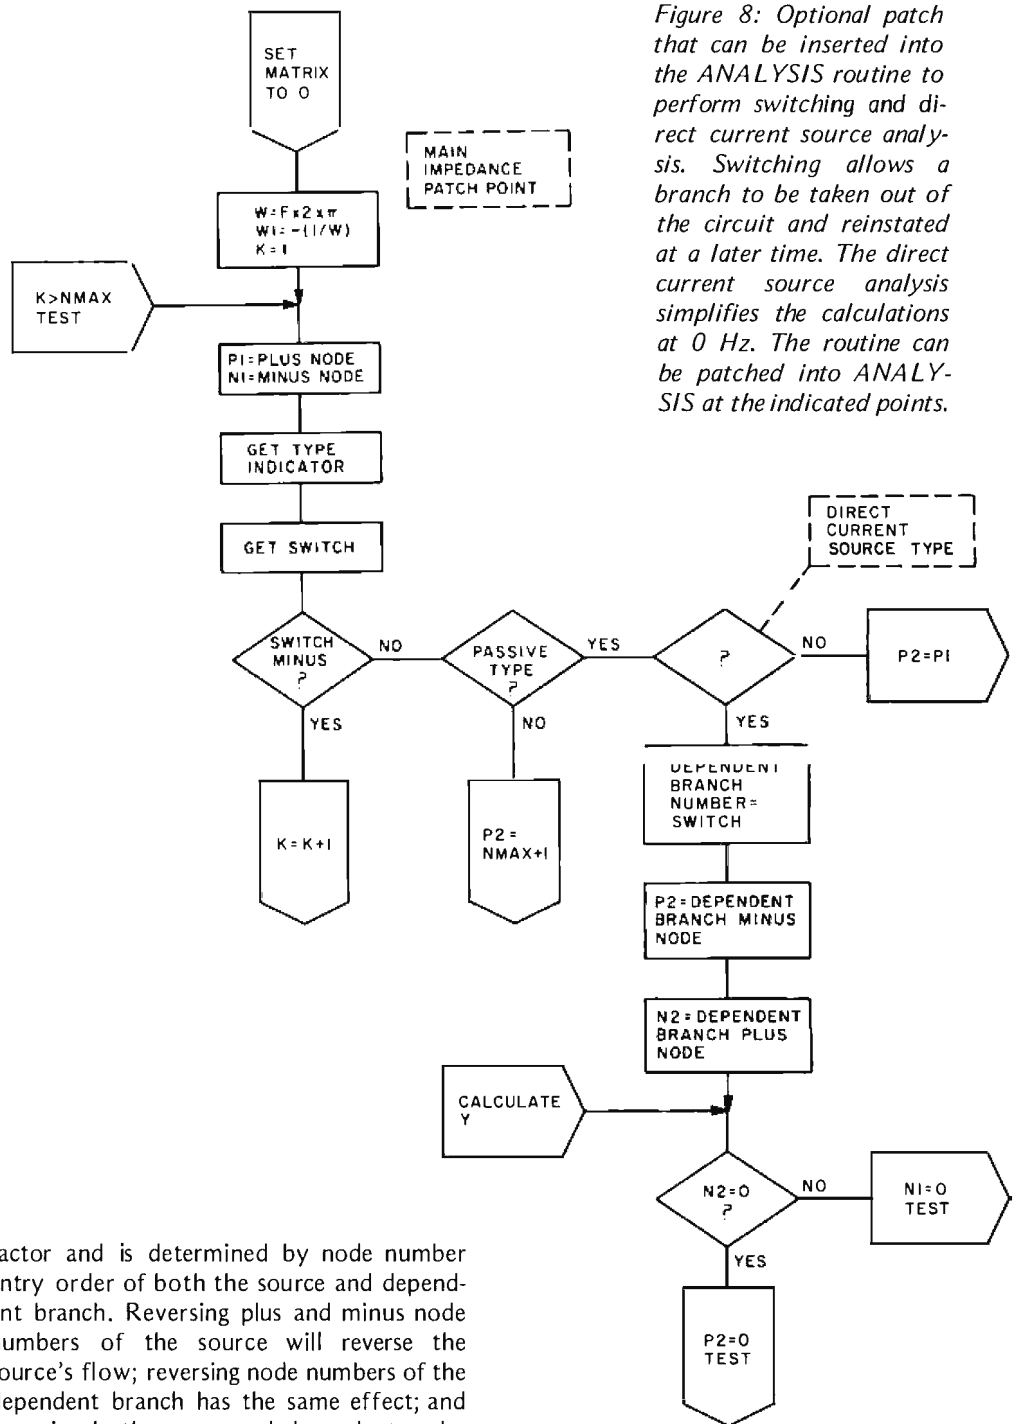 Figure 8: Optional patch
that can be inserted into
the ANALYSIS routine to
perform switching and di-
rect current source analy-
sis. Switching allows a
branch to be taken out of
the circuit and reinstated
at a later time. The direct
current source analysis
simplifies the calculations
at 0 Hz. The routine can
be patched into ANALY-
SIS at the indicated points.
SET
MATRIX
TO 0
MAIN
IMPEDANCE
PATCH POINT
W=F×2×π
W1=-(1/W)
K=1
K>NMAX
TEST
P1=PLUS NODE
N1=MINUS NODE
GET TYPE
INDICATOR
GET SWITCH
DIRECT
CURRENT
SOURCE TYPE
SWITCH
MINUS
?
NO
PASSIVE
TYPE
?
YES
?
NO
P2=P1
YES
NO
YES
K=K+1
P2=
NMAX+1
DEPENDENT
BRANCH
NUMBER=
SWITCH
P2=DEPENDENT
BRANCH MINUS
NODE
N2=DEPENDENT
BRANCH PLUS
NODE
CALCULATE
Y
N2=0
?
NO
N1=0
TEST
YES
P2=0
TEST
actor and is determined by node number
ntry order of both the source and depend-
nt branch. Reversing plus and minus node
umbers of the source will reverse the
ource's flow; reversing node numbers of the
ependent branch has the same effect; and